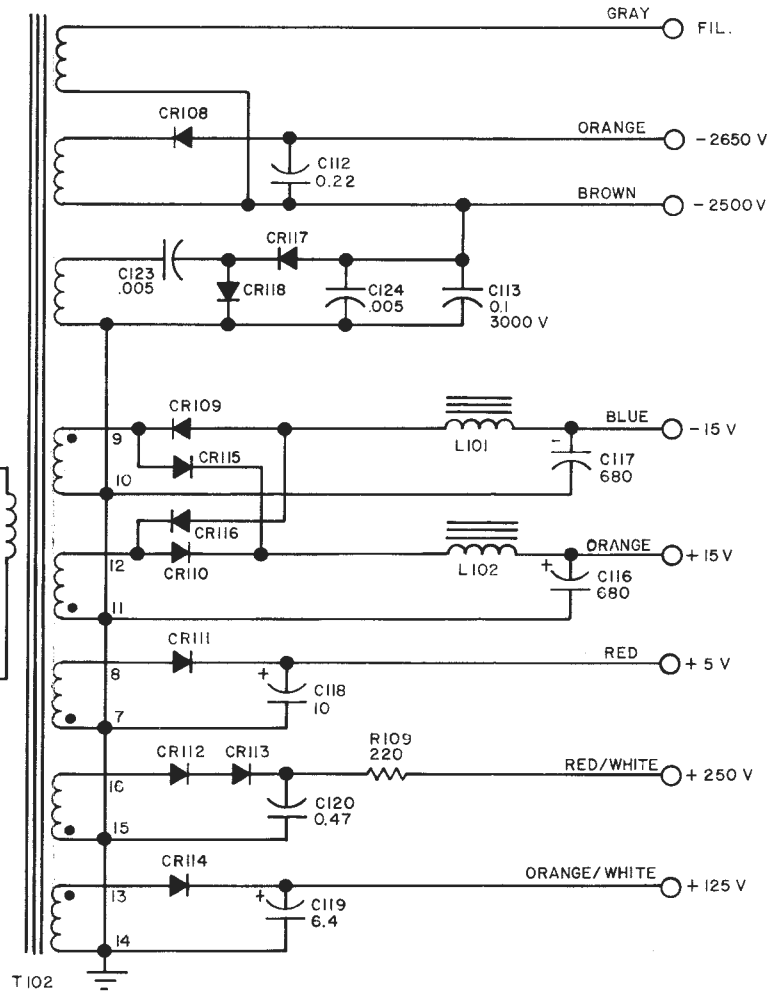 GRAY
FIL.
CR108
ORANGE
-2650 V
C112
0.22
BROWN
-2500 V
CR117
C123
.005
CR118
C124
.005
C113
0.1
3000 V
CR109
BLUE
-15 V
9
L101
-
CR115
C117
680
10
CR116
ORANGE
+15 V
12
CR110
L102
+
C116
680
11
CR111
RED
+5 V
8
+
C118
10
7
R109
220
CR112
CR113
RED/WHITE
+250 V
16
C120
0.47
15
CR114
ORANGE/WHITE
+125 V
13
+
C119
6.4
14
T102